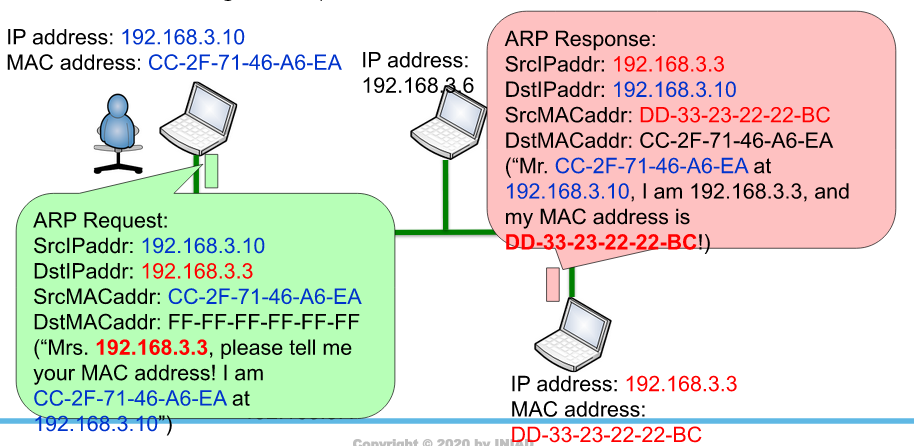 IP address: 192.168.3.10
MAC address: CC-2F-71-46-A6-EA
IP address:
192.168.3.6
ARP Response:
SrcIPaddr: 192.168.3.3
DstIPaddr: 192.168.3.10
SrcMACaddr: DD-33-23-22-22-BC
DstMACaddr: CC-2F-71-46-A6-EA
(“Mr. CC-2F-71-46-A6-EA at
192.168.3.10, I am 192.168.3.3, and
my MAC address is
DD-33-23-22-22-BC!)
ARP Request:
SrcIPaddr: 192.168.3.10
DstIPaddr: 192.168.3.3
SrcMACaddr: CC-2F-71-46-A6-EA
DstMACaddr: FF-FF-FF-FF-FF-FF
(“Mrs. 192.168.3.3, please tell me
your MAC address! I am
CC-2F-71-46-A6-EA at
192.168.3.10”)
IP address: 192.168.3.3
MAC address:
DD-33-23-22-22-BC
Copyright © 2020 by INIAD